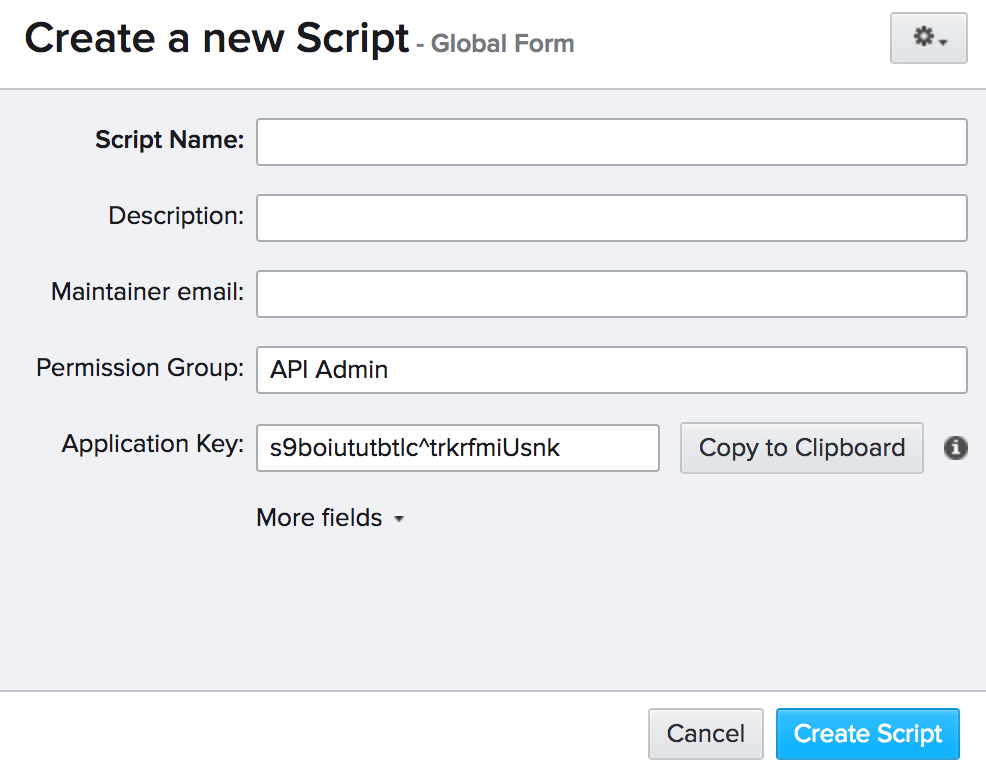 Create a new Script - Global Form
Script Name:
Description:
Maintainer email:
Permission Group: API Admin
Application Key: s9boiututbtlc^trkrfmiUsnk Copy to Clipboard
More fields
Cancel Create Script